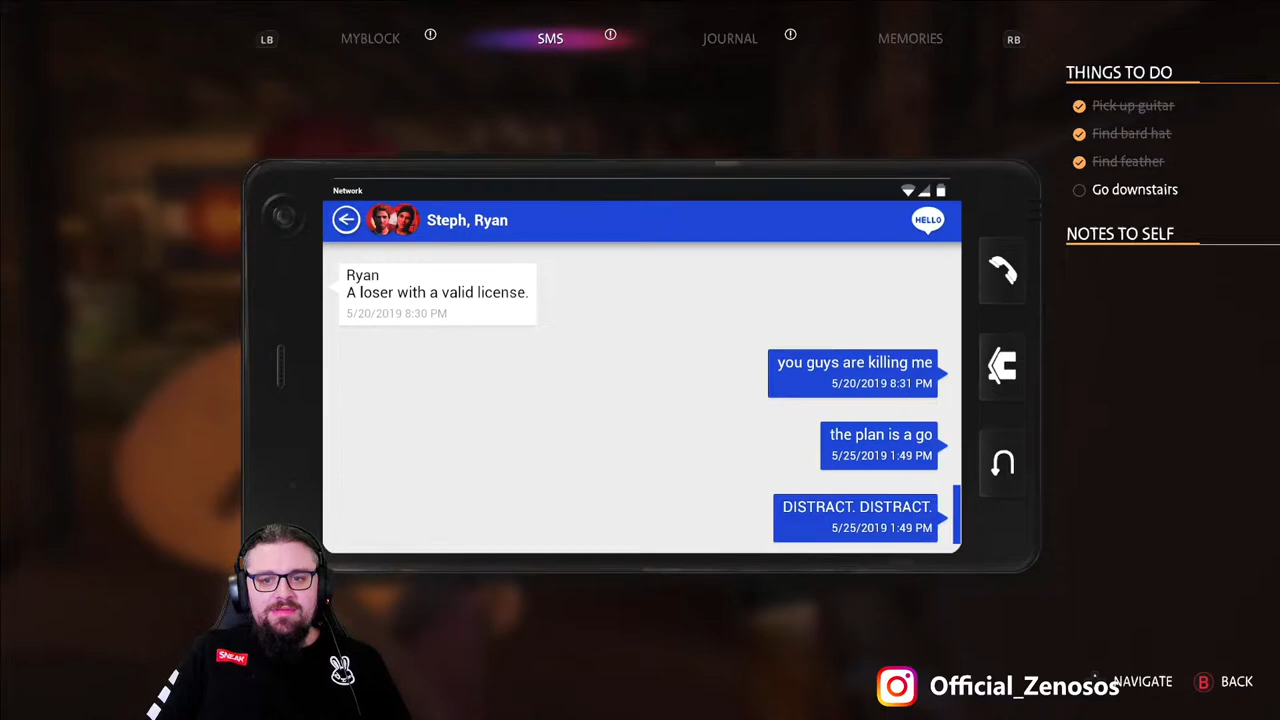 LB
MYBLOCK
SMS
JOURNAL
MEMORIES
RB
THINGS TO DO
Pick up guitar
Find bard hat
Find feather
Go downstairs
NOTES TO SELF
Network
Steph, Ryan
HELLO
Ryan
A loser with a valid license.
5/20/2019 8:30 PM
you guys are killing me
5/20/2019 8:31 PM
the plan is a go
5/25/2019 1:49 PM
DISTRACT. DISTRACT.
5/25/2019 1:49 PM
SNEAK
Official_Zenosos
NAVIGATE
B BACK